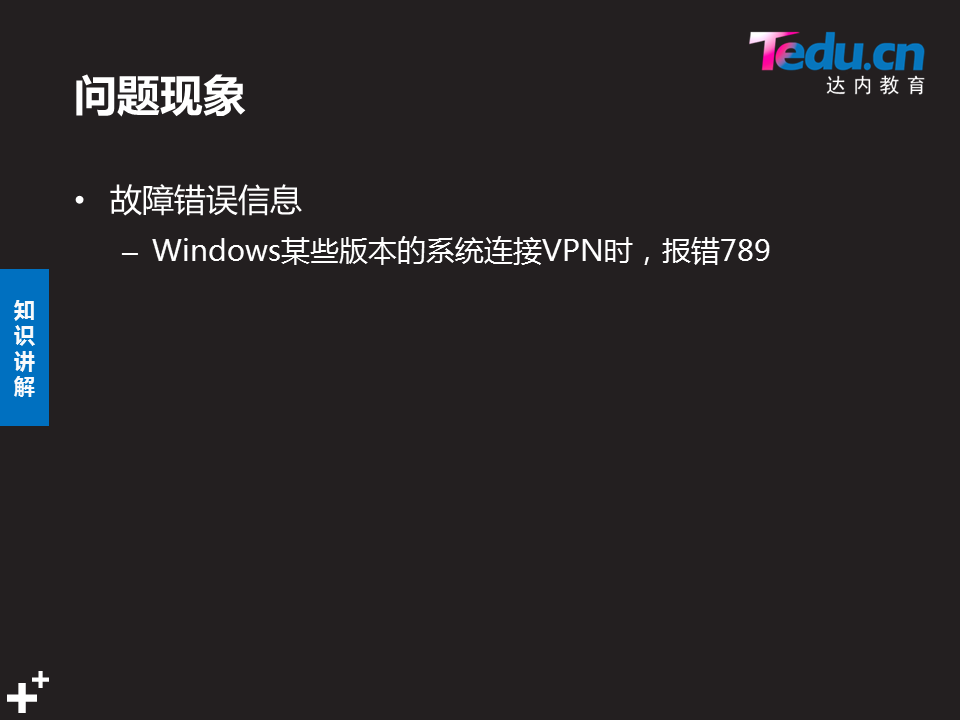 Tedu.cn
达内教育
问题现象
• 故障错误信息
– Windows某些版本的系统连接VPN时，报错789
知
识
讲
解